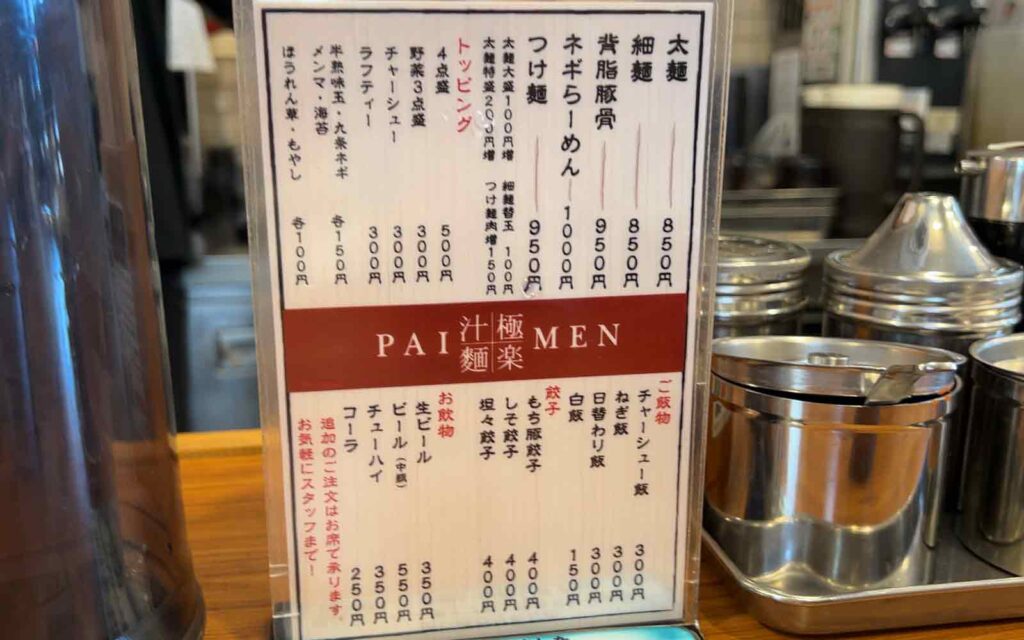 太麺 850円
細麺 850円
背脂豚骨 950円
ネギらーめん 1000円
つけ麺 950円
太麺大盛100円増 細麺替玉 100円
太麺特盛200円増 つけ麺肉増150円
トッピング
4点盛 500円
野菜3点盛 300円
チャーシュー 300円
ラフティー 300円
半熟味玉・九条ネギ
メンマ・海苔 各150円
ほうれん草・もやし 各100円
PAI 極楽汁麺 MEN
ご飯物
チャーシュー飯 300円
ねぎ飯 300円
日替わり飯 300円
白飯 150円
餃子
もち豚餃子 400円
しそ餃子 400円
坦々餃子 400円
お飲物
生ビール 350円
ビール(中瓶) 550円
チューハイ 350円
コーラ 250円
追加のご注文はお席で承ります。
お気軽にスタッフまで!